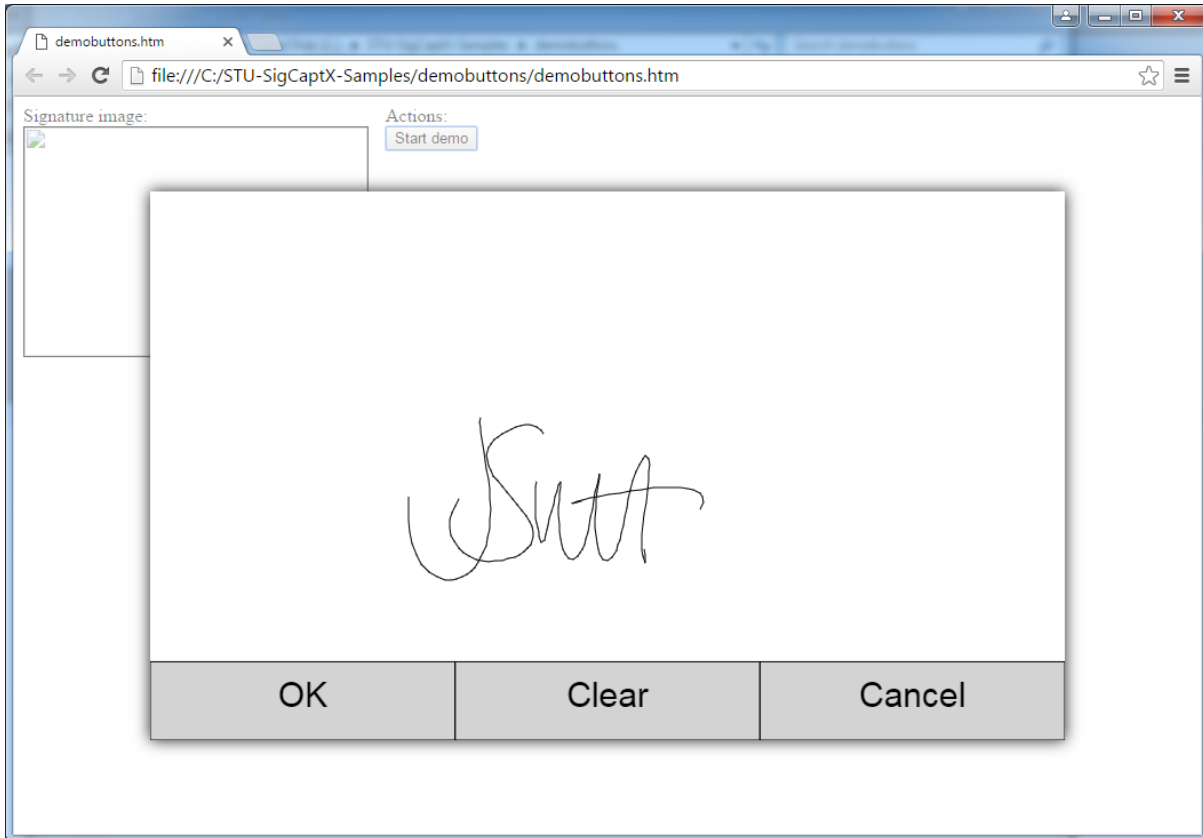 demobuttons.htm
file:///C:/STU-SigCaptX-Samples/demobuttons/demobuttons.htm
Signature image:
Actions:
Start demo
OK
Clear
Cancel